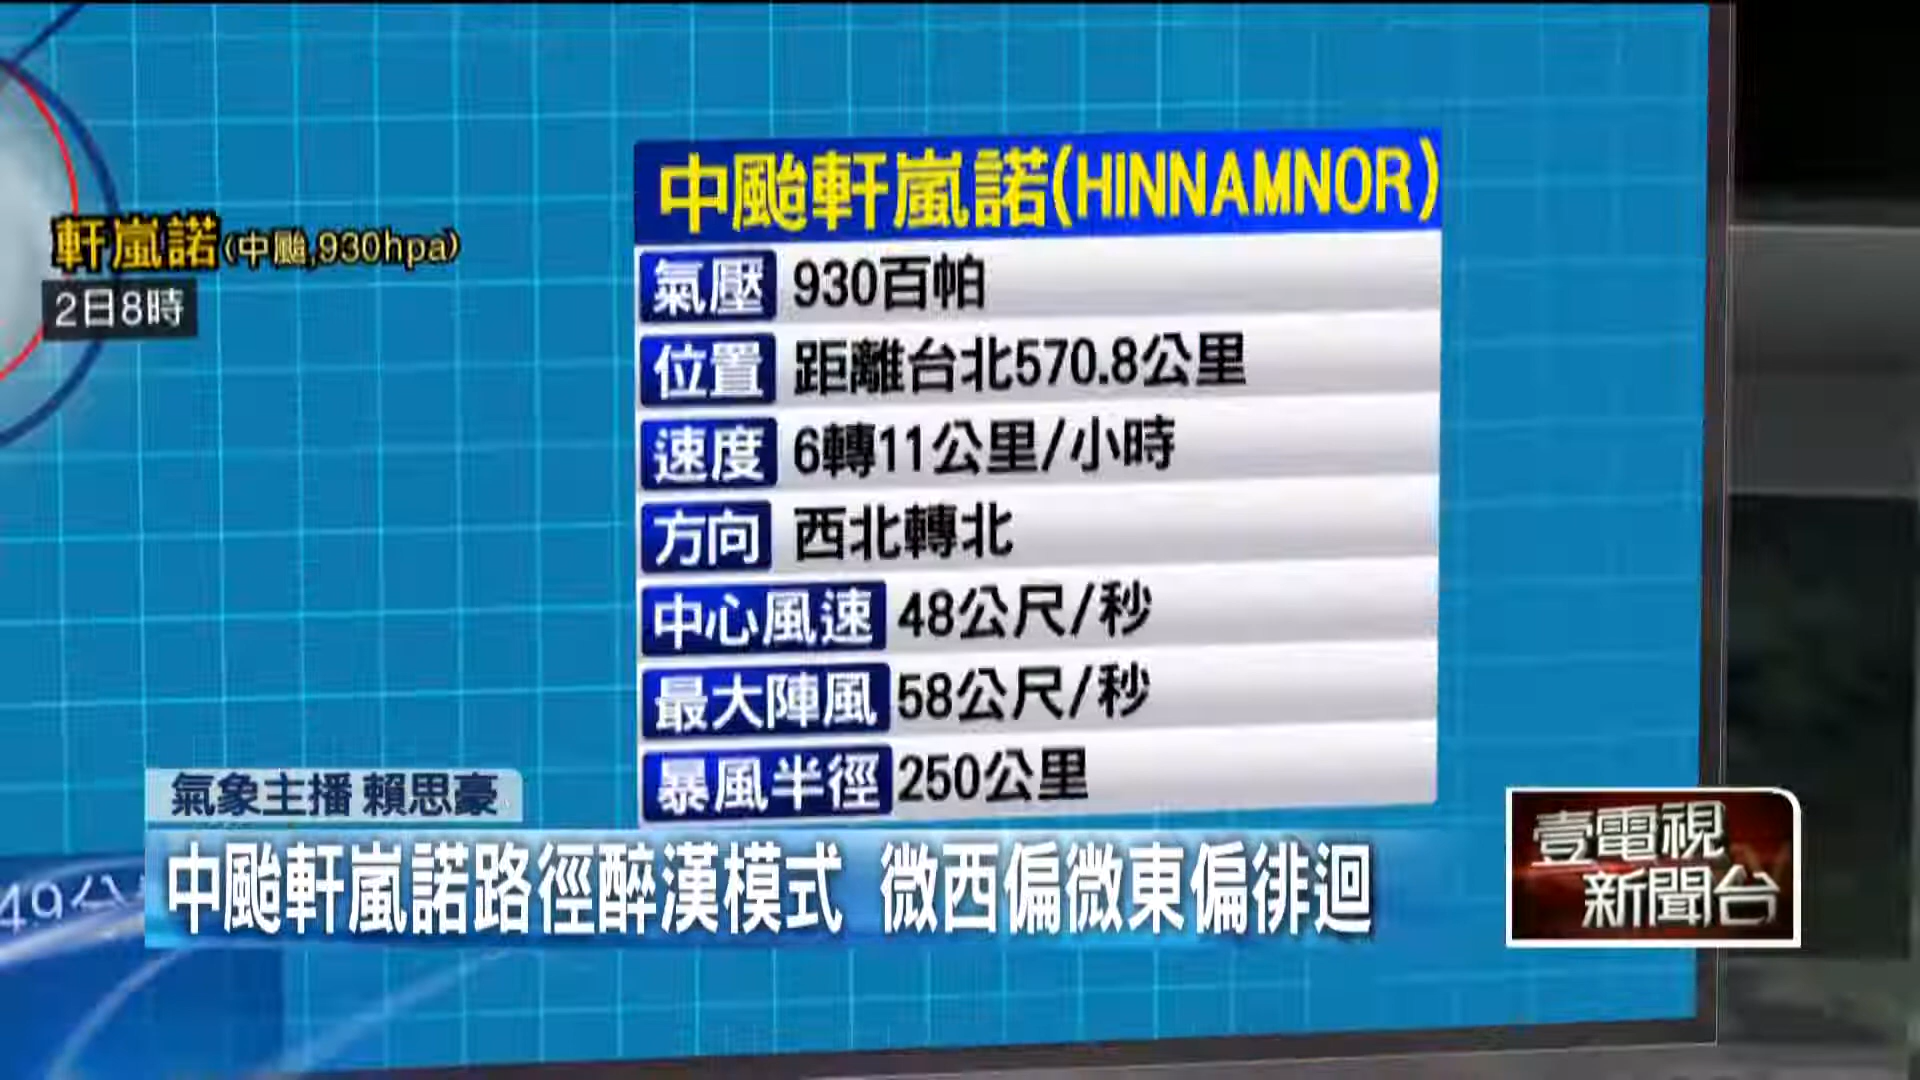 中颱軒嵐諾(HINNAMNOR)
軒嵐諾(中颱,930hpa)
2日8時
氣壓 930百帕
位置 距離台北570.8公里
速度 6轉11公里/小時
方向 西北轉北
中心風速 48公尺/秒
最大陣風 58公尺/秒
暴風半徑 250公里
氣象主播 賴思豪
中颱軒嵐諾路徑醉漢模式 微西偏微東偏徘迴
壹電視
新聞台